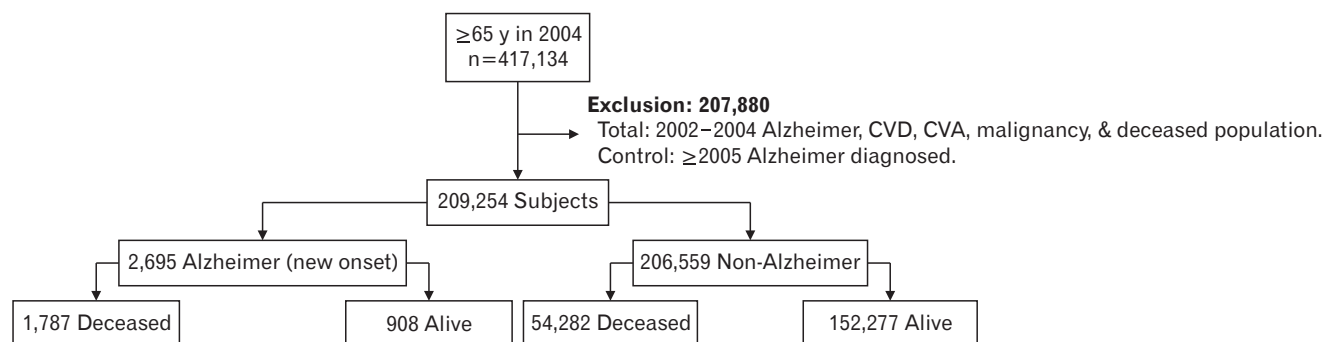 ≥65 y in 2004
n=417,134
Exclusion: 207,880
Total: 2002–2004 Alzheimer, CVD, CVA, malignancy, & deceased population.
Control: ≥2005 Alzheimer diagnosed.
209,254 Subjects
2,695 Alzheimer (new onset)
206,559 Non-Alzheimer
1,787 Deceased
908 Alive
54,282 Deceased
152,277 Alive